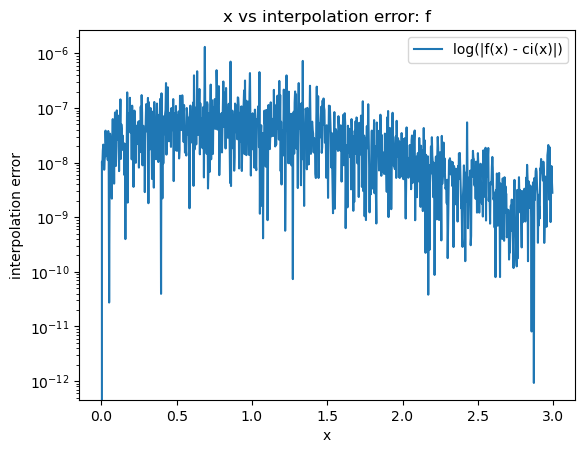 x vs interpolation error: f
log(|f(x) - ci(x)|)
interpolation error
10⁻⁶
10⁻⁷
10⁻⁸
10⁻⁹
10⁻¹⁰
10⁻¹¹
10⁻¹²
0.0 0.5 1.0 1.5 2.0 2.5 3.0
x